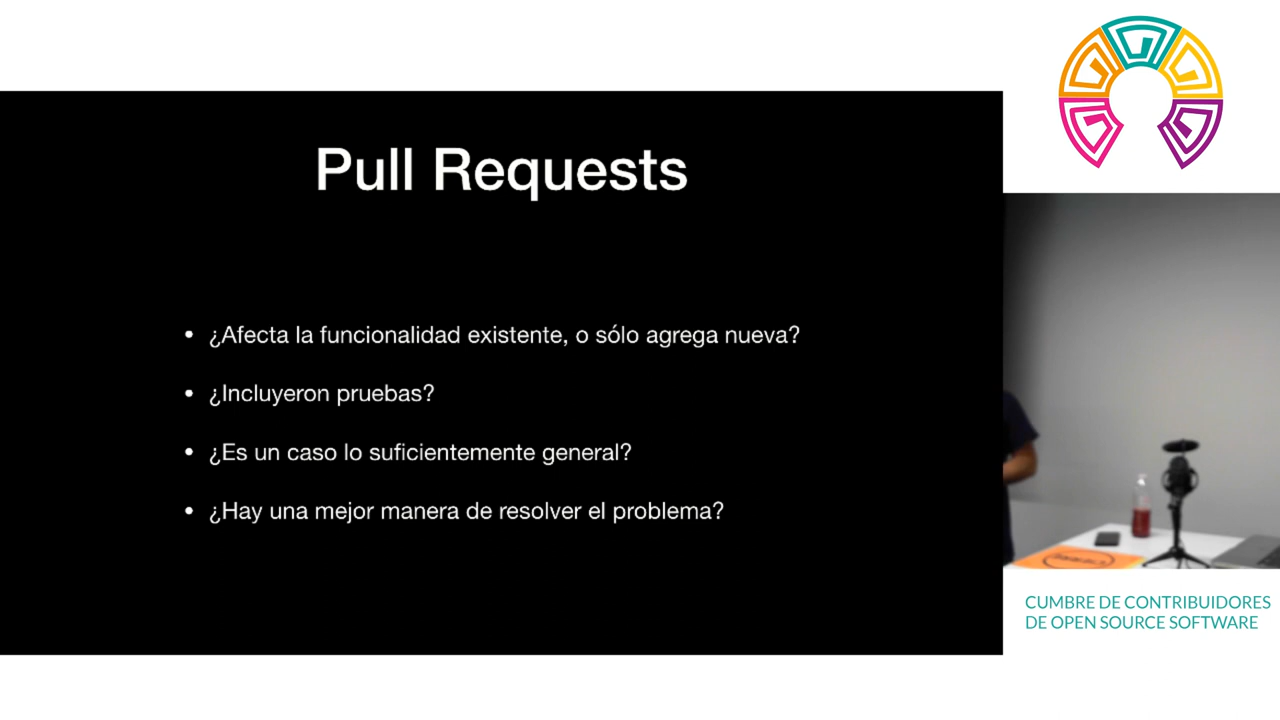 Pull Requests
• ¿Afecta la funcionalidad existente, o sólo agrega nueva?
• ¿Incluyeron pruebas?
• ¿Es un caso lo suficientemente general?
• ¿Hay una mejor manera de resolver el problema?
CUMBRE DE CONTRIBUIDORES
DE OPEN SOURCE SOFTWARE